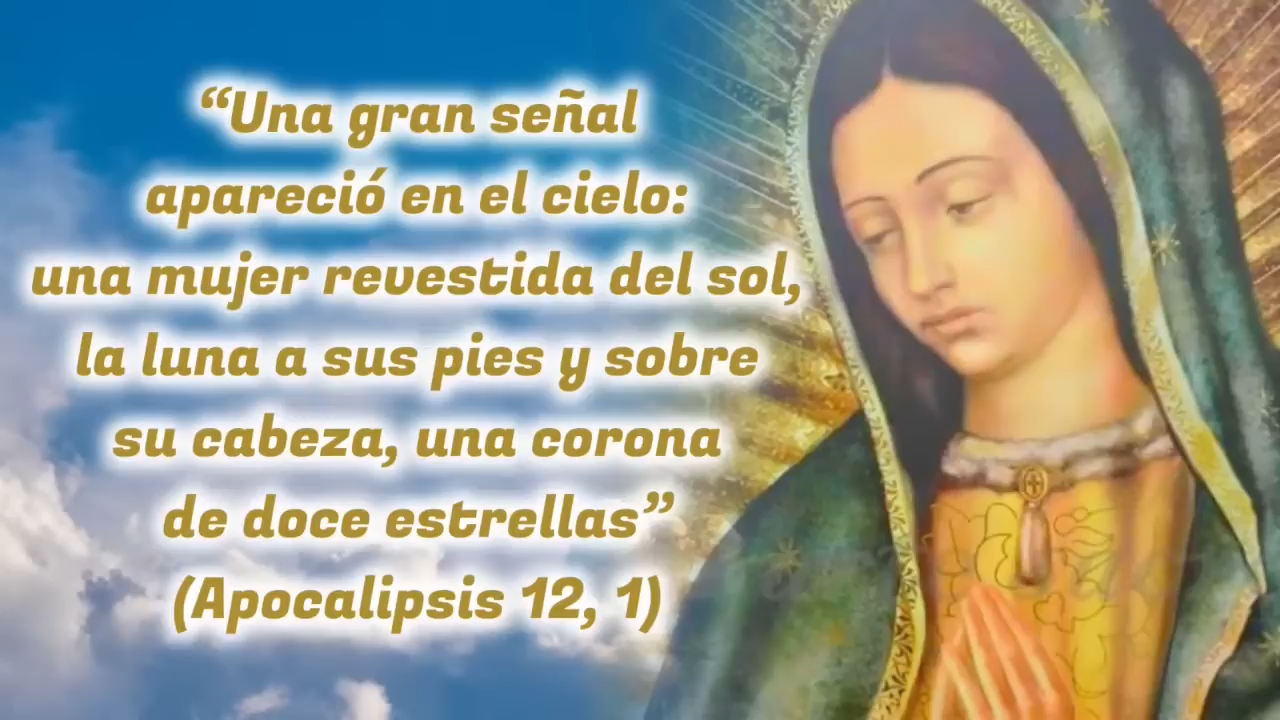 “Una gran señal
apareció en el cielo:
una mujer revestida del sol,
la luna a sus pies y sobre
su cabeza, una corona
de doce estrellas”
(Apocalipsis 12, 1)